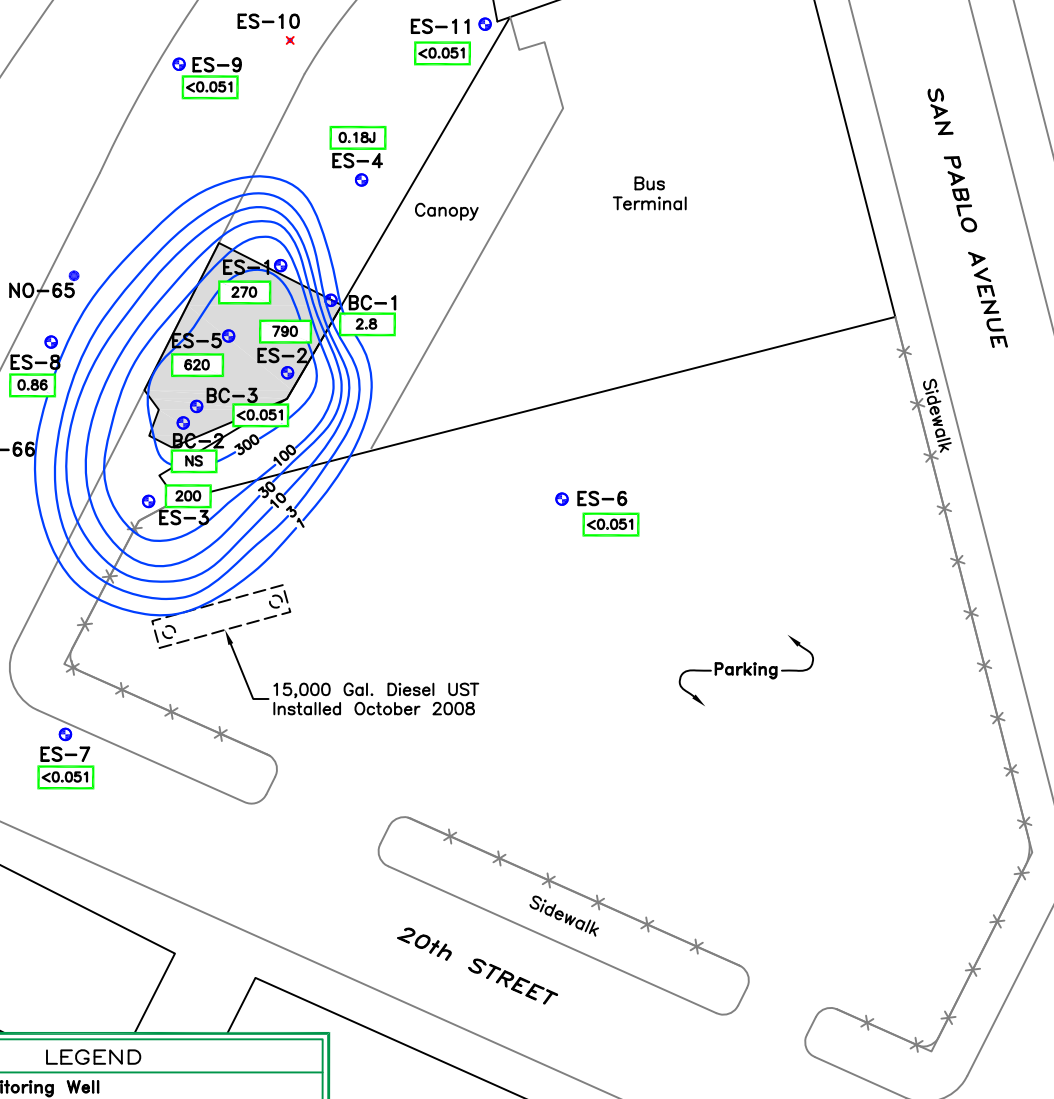 ES-10
ES-11
<0.051
ES-9
<0.051
0.18J
ES-4
SAN PABLO AVENUE
Bus
Terminal
Canopy
ES-1
270
NO-65
BC-1
2.8
790
ES-5
620
ES-2
ES-8
0.86
BC-3
<0.051
Sidewalk
BC-2
NS
-66
300
100
30
10
3
1
200
ES-3
ES-6
<0.051
Parking
15,000 Gal. Diesel UST
Installed October 2008
ES-7
<0.051
Sidewalk
20th STREET
LEGEND
itoring Well